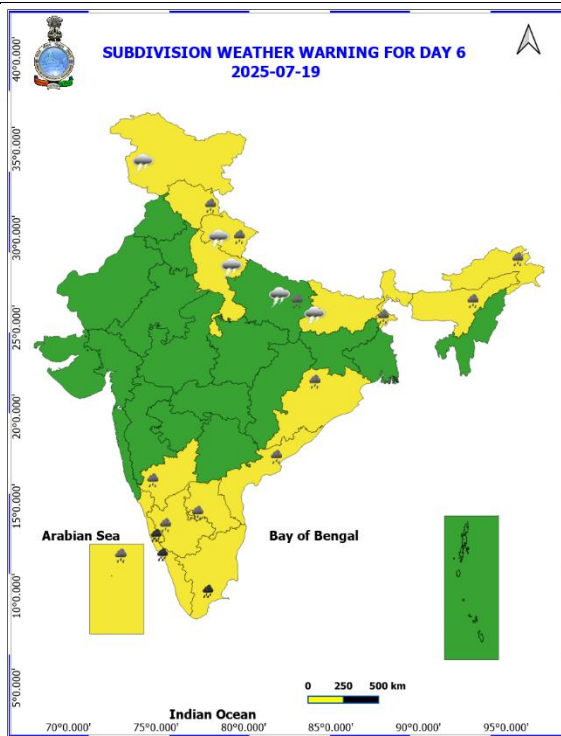 SUBDIVISION WEATHER WARNING FOR DAY 6
2025-07-19
40°0.000'
35°0.000'
30°0.000'
25°0.000'
20°0.000'
15°0.000'
10°0.000'
5°0.000'
Arabian Sea
Bay of Bengal
0 250 500 km
Indian Ocean
70°0.000' 75°0.000' 80°0.000' 85°0.000' 90°0.000' 95°0.000'